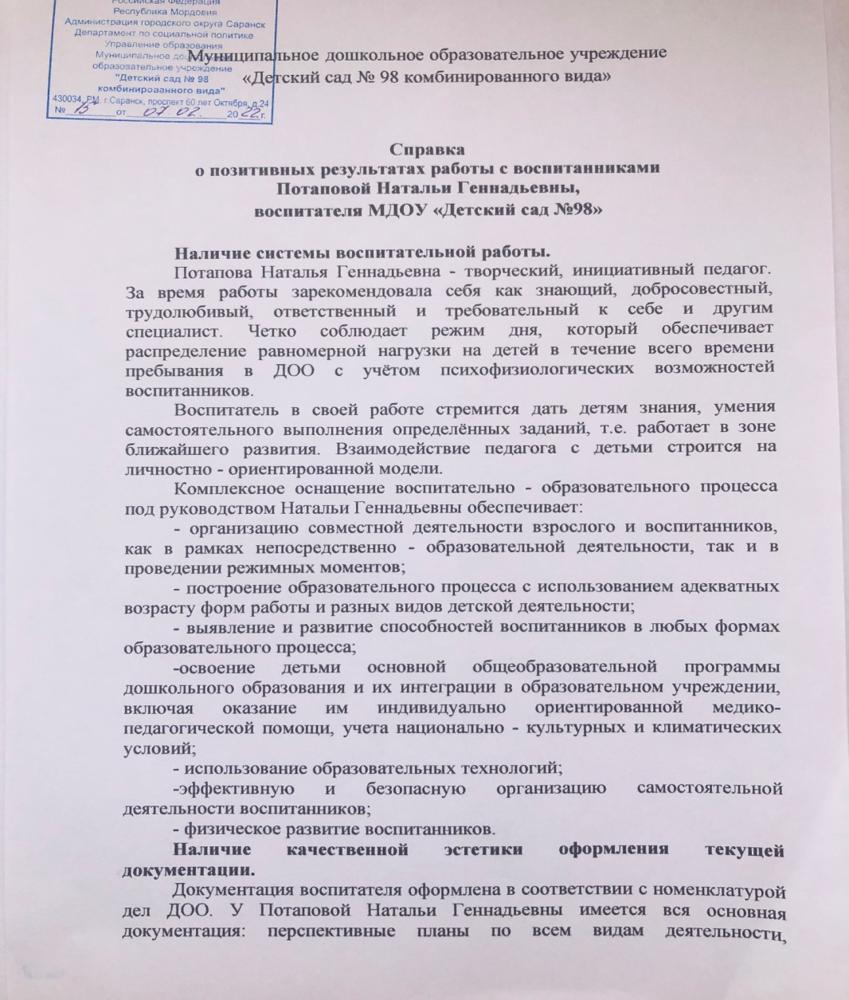 Российская Федерация
Республика Мордовия
Администрация городского округа Саранск
Департамент по социальной политике
Управление образования
Муниципальное дошкольное
образовательное учреждение
"Детский сад № 98
комбинированного вида"
430034, РМ, г.Саранск, проспект 60 лет Октября, д.24
№ 15 от 07.02. 2022 г.
Муниципальное дошкольное образовательное учреждение
«Детский сад № 98 комбинированного вида»
Справка
о позитивных результатах работы с воспитанниками
Потаповой Натальи Геннадьевны,
воспитателя МДОУ «Детский сад №98»
Наличие системы воспитательной работы.
Потапова Наталья Геннадьевна - творческий, инициативный педагог.
За время работы зарекомендовала себя как знающий, добросовестный,
трудолюбивый, ответственный и требовательный к себе и другим
специалист. Четко соблюдает режим дня, который обеспечивает
распределение равномерной нагрузки на детей в течение всего времени
пребывания в ДОО с учётом психофизиологических возможностей
воспитанников.
Воспитатель в своей работе стремится дать детям знания, умения
самостоятельного выполнения определённых заданий, т.е. работает в зоне
ближайшего развития. Взаимодействие педагога с детьми строится на
личностно - ориентированной модели.
Комплексное оснащение воспитательно - образовательного процесса
под руководством Натальи Геннадьевны обеспечивает:
- организацию совместной деятельности взрослого и воспитанников,
как в рамках непосредственно - образовательной деятельности, так и в
проведении режимных моментов;
- построение образовательного процесса с использованием адекватных
возрасту форм работы и разных видов детской деятельности;
- выявление и развитие способностей воспитанников в любых формах
образовательного процесса;
-освоение детьми основной общеобразовательной программы
дошкольного образования и их интеграции в образовательном учреждении,
включая оказание им индивидуально ориентированной медико-
педагогической помощи, учета национально - культурных и климатических
условий;
- использование образовательных технологий;
-эффективную и безопасную организацию самостоятельной
деятельности воспитанников;
- физическое развитие воспитанников.
Наличие качественной эстетики оформления текущей
документации.
Документация воспитателя оформлена в соответствии с номенклатурой
дел ДОО. У Потаповой Натальи Геннадьевны имеется вся основная
документация: перспективные планы по всем видам деятельности,